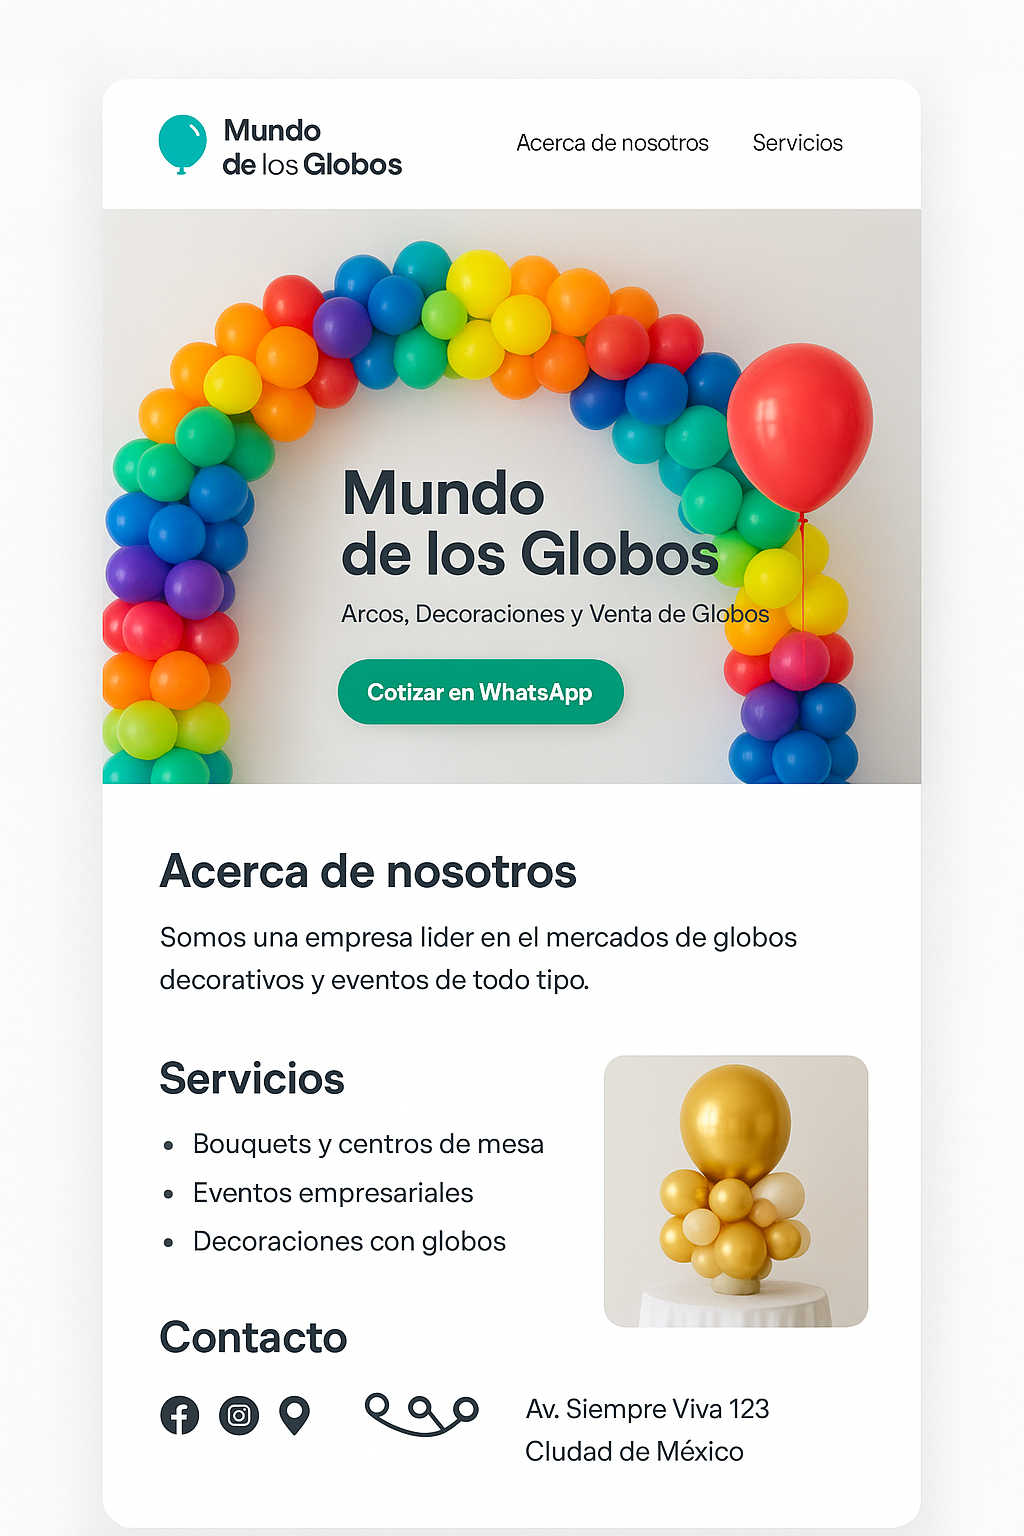 Mundo
de los Globos
Acerca de nosotros
Servicios
Mundo
de los Globos
Arcos, Decoraciones y Venta de Globos
Cotizar en WhatsApp
Acerca de nosotros
Somos una empresa lider en el mercados de globos
decorativos y eventos de todo tipo.
Servicios
• Bouquets y centros de mesa
• Eventos empresariales
• Decoraciones con globos
Contacto
Av. Siempre Viva 123
Cludad de México